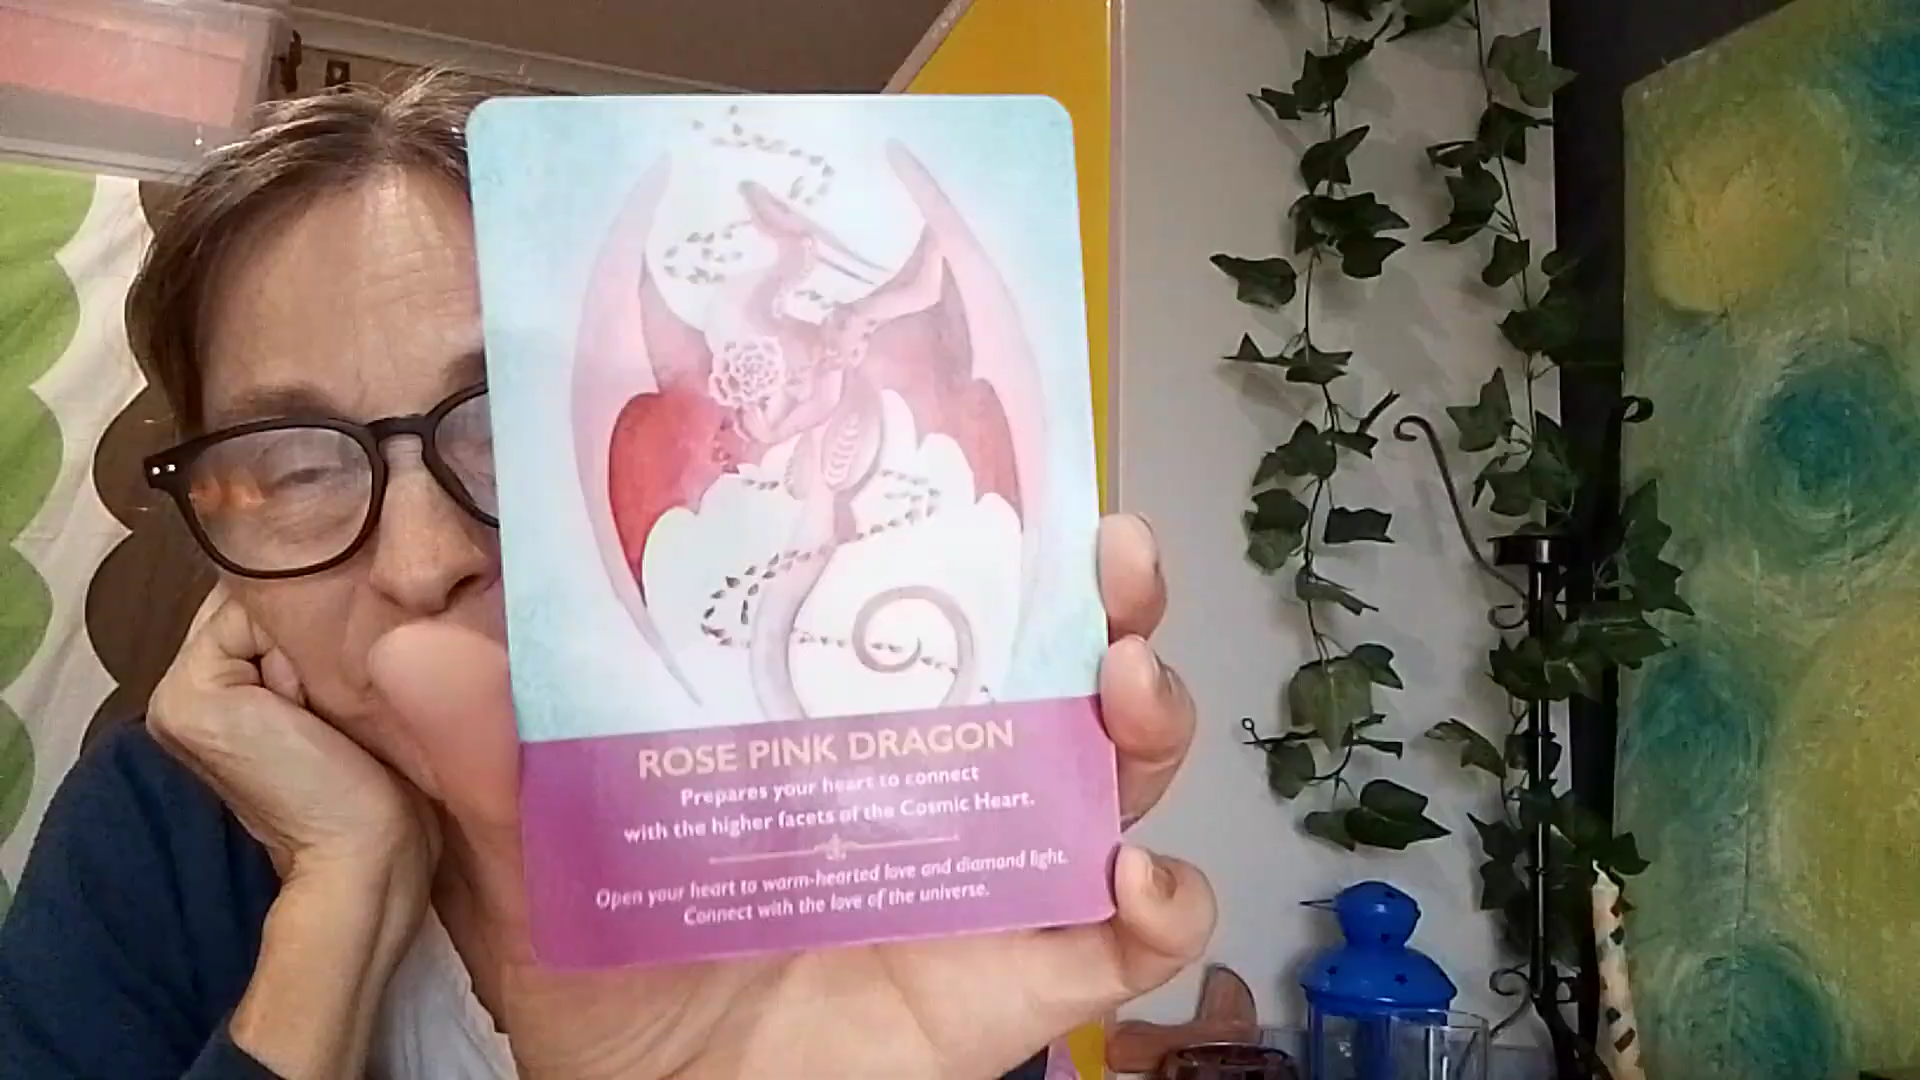 ROSE PINK DRAGON
Prepares your heart to connect
with the higher facets of the Cosmic Heart.
Open your heart to warm-hearted love and diamond light.
Connect with the love of the universe.